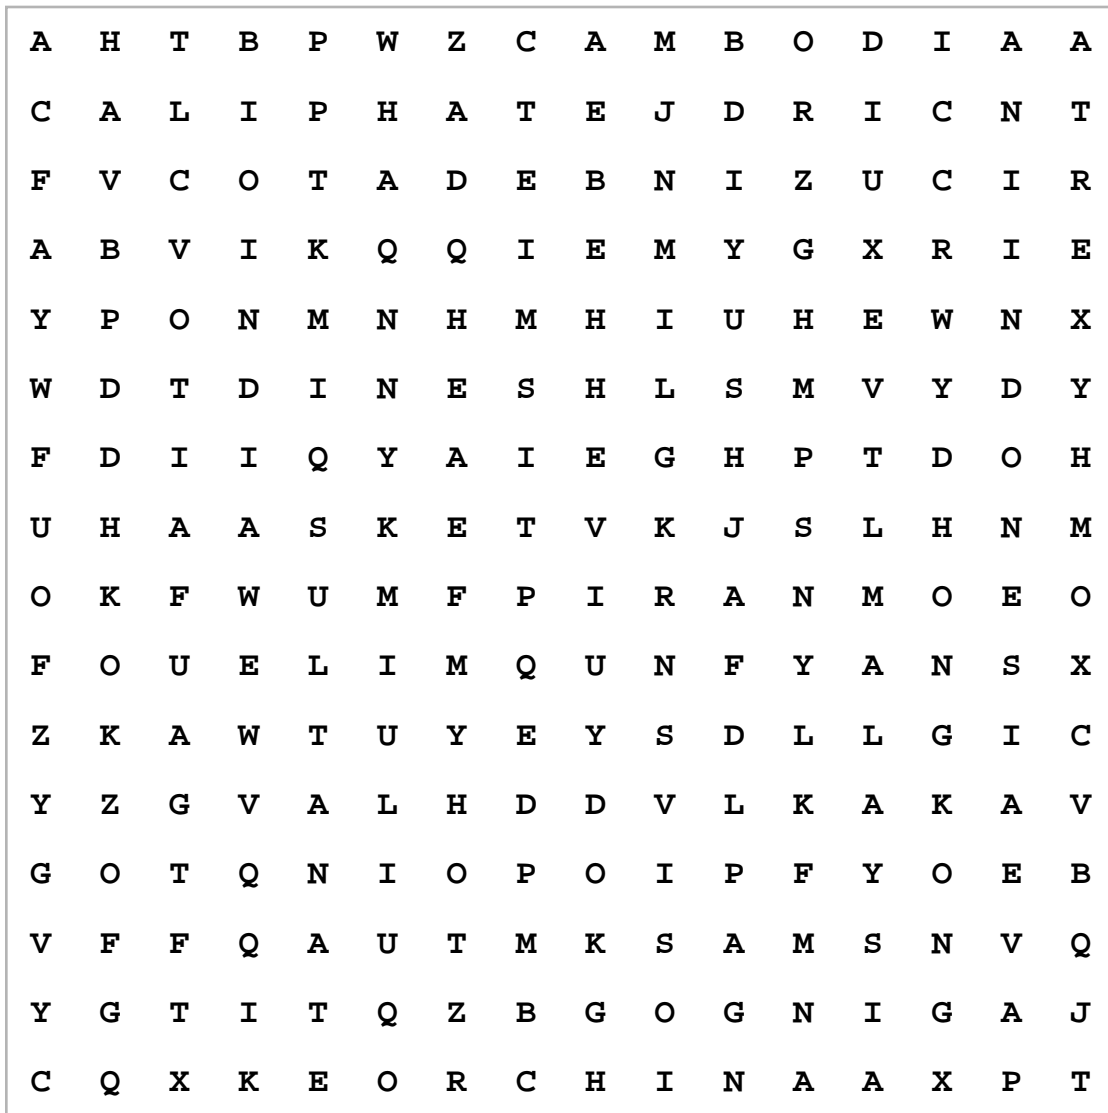 A H T B P W Z C A M B O D I A A
C A L I P H A T E J D R I C N T
F V C O T A D E B N I Z U C I R
A B V I K Q Q I E M Y G X R I E
Y P O N M N H M H I U H E W N X
W D T D I N E S H L S M V Y D Y
F D I I Q Y A I E G H P T D O H
U H A A S K E T V K J S L H N M
O K F W U M F P I R A N M O E O
F O U E L I M Q U N F Y A N S X
Z K A W T U Y E Y S D L L G I C
Y Z G V A L H D D V L K A K A V
G O T Q N I O P O I P F Y O E B
V F F Q A U T M K S A M S N V Q
Y G T I T Q Z B G O G N I G A J
C Q X K E O R C H I N A A X P T